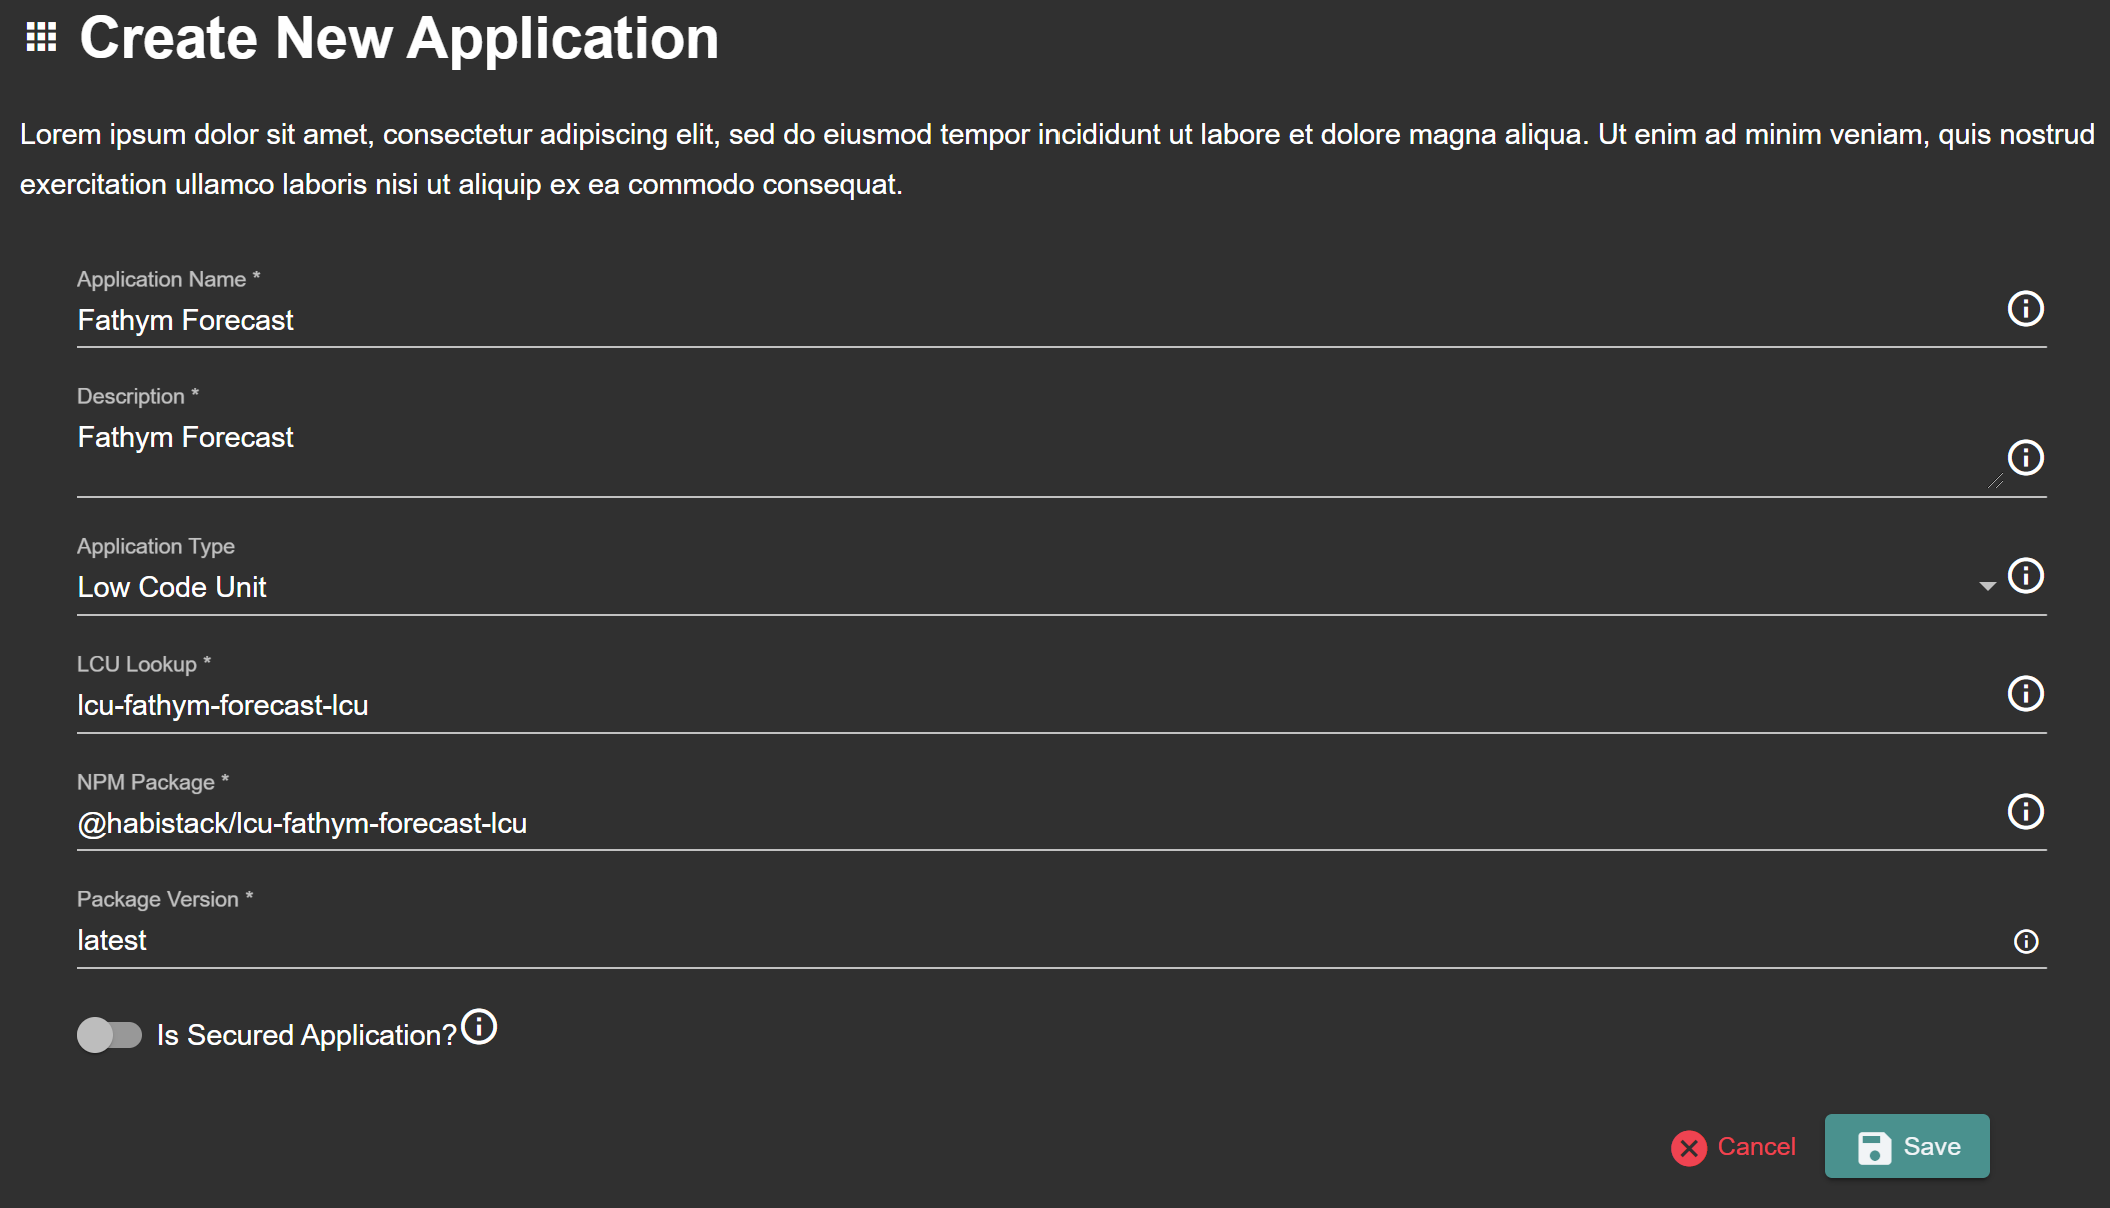 Create New Application
Lorem ipsum dolor sit amet, consectetur adipiscing elit, sed do eiusmod tempor incididunt ut labore et dolore magna aliqua. Ut enim ad minim veniam, quis nostrud
exercitation ullamco laboris nisi ut aliquip ex ea commodo consequat.
Application Name *
Fathym Forecast
Description *
Fathym Forecast
Application Type
Low Code Unit
LCU Lookup *
lcu-fathym-forecast-lcu
NPM Package *
@habistack/lcu-fathym-forecast-lcu
Package Version *
latest
Is Secured Application?
Cancel
Save